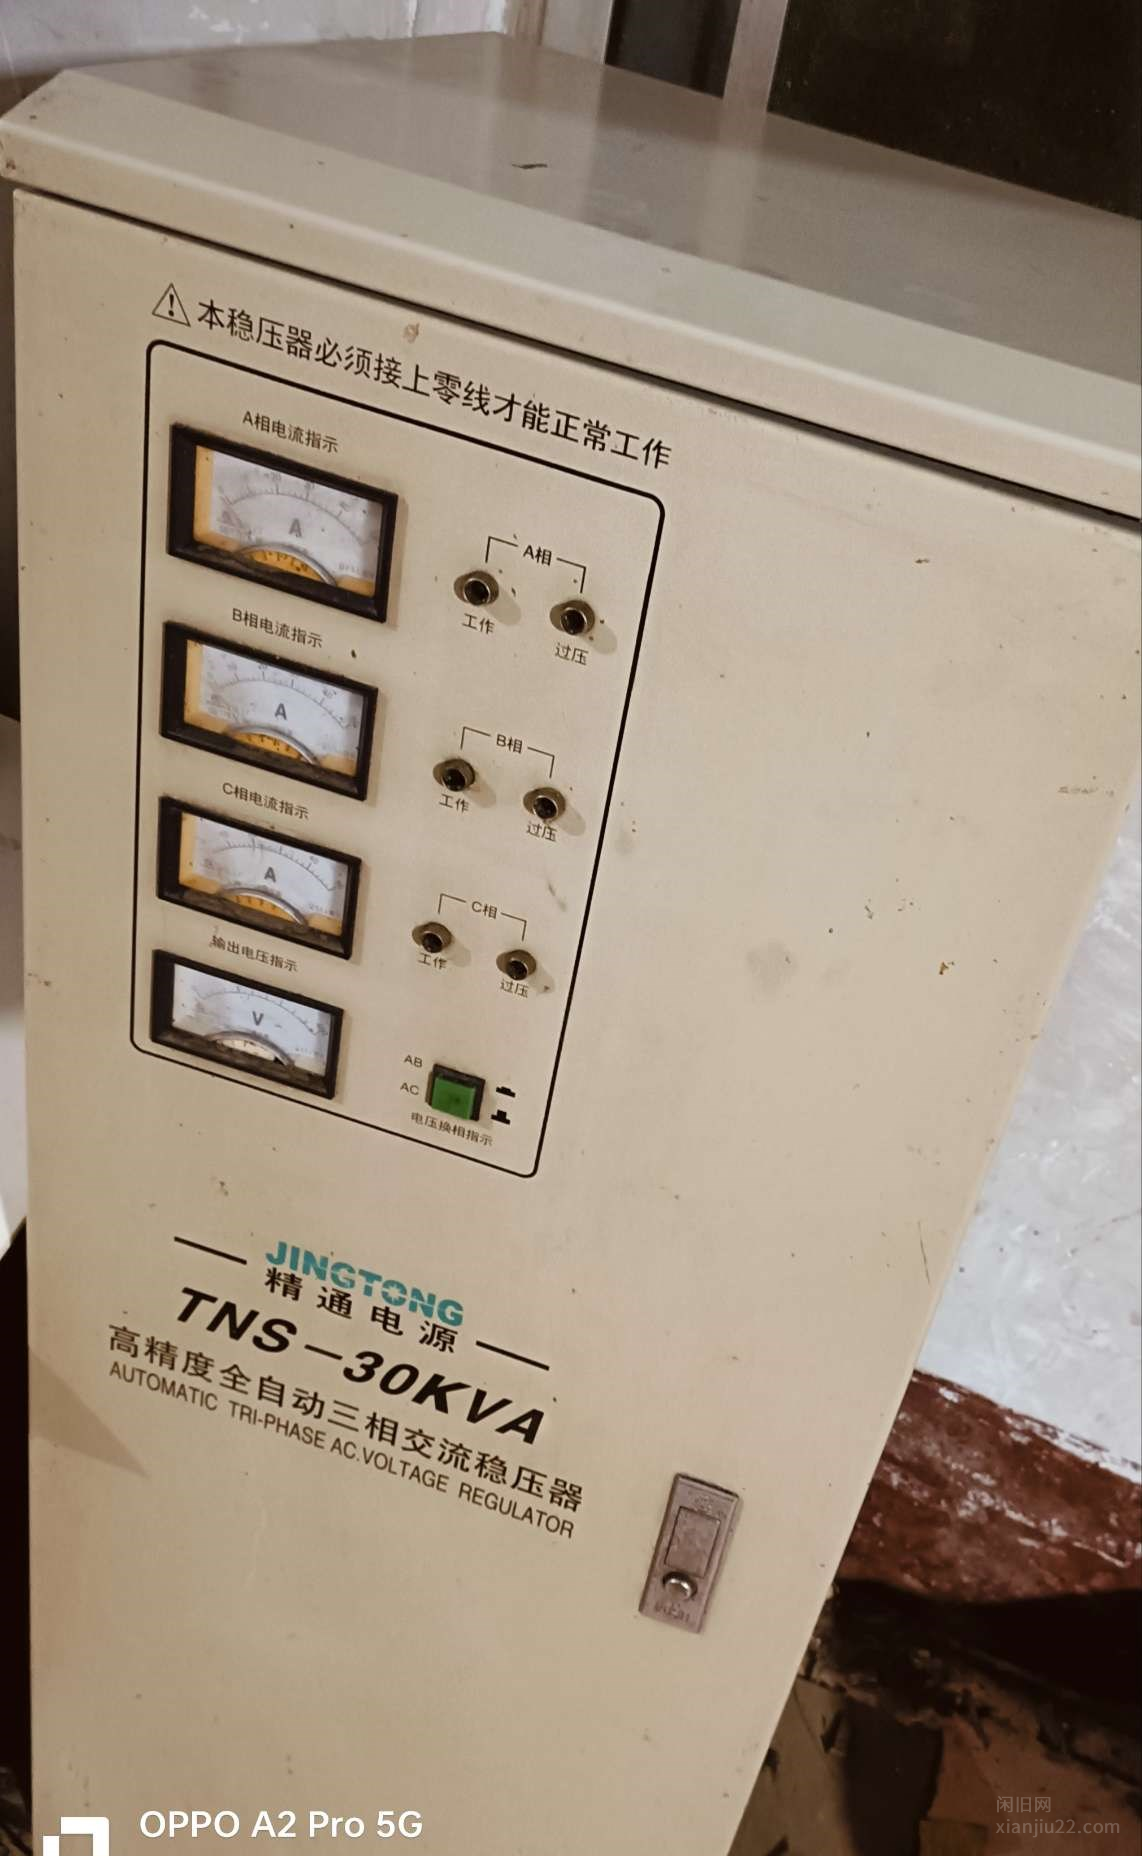 本稳压器必须接上零线才能正常工作
A相电流指示
A
A相
工作
过压
B相电流指示
A
B相
工作
过压
C相电流指示
A
C相
工作
过压
输出电压指示
V
AB
AC
电压换相指示
JINGTONG
精通电源
TNS-30KVA
高精度全自动三相交流稳压器
AUTOMATIC TRI-PHASE AC.VOLTAGE REGULATOR
OPPO A2 Pro 5G
闲旧网
xianjiu22.com